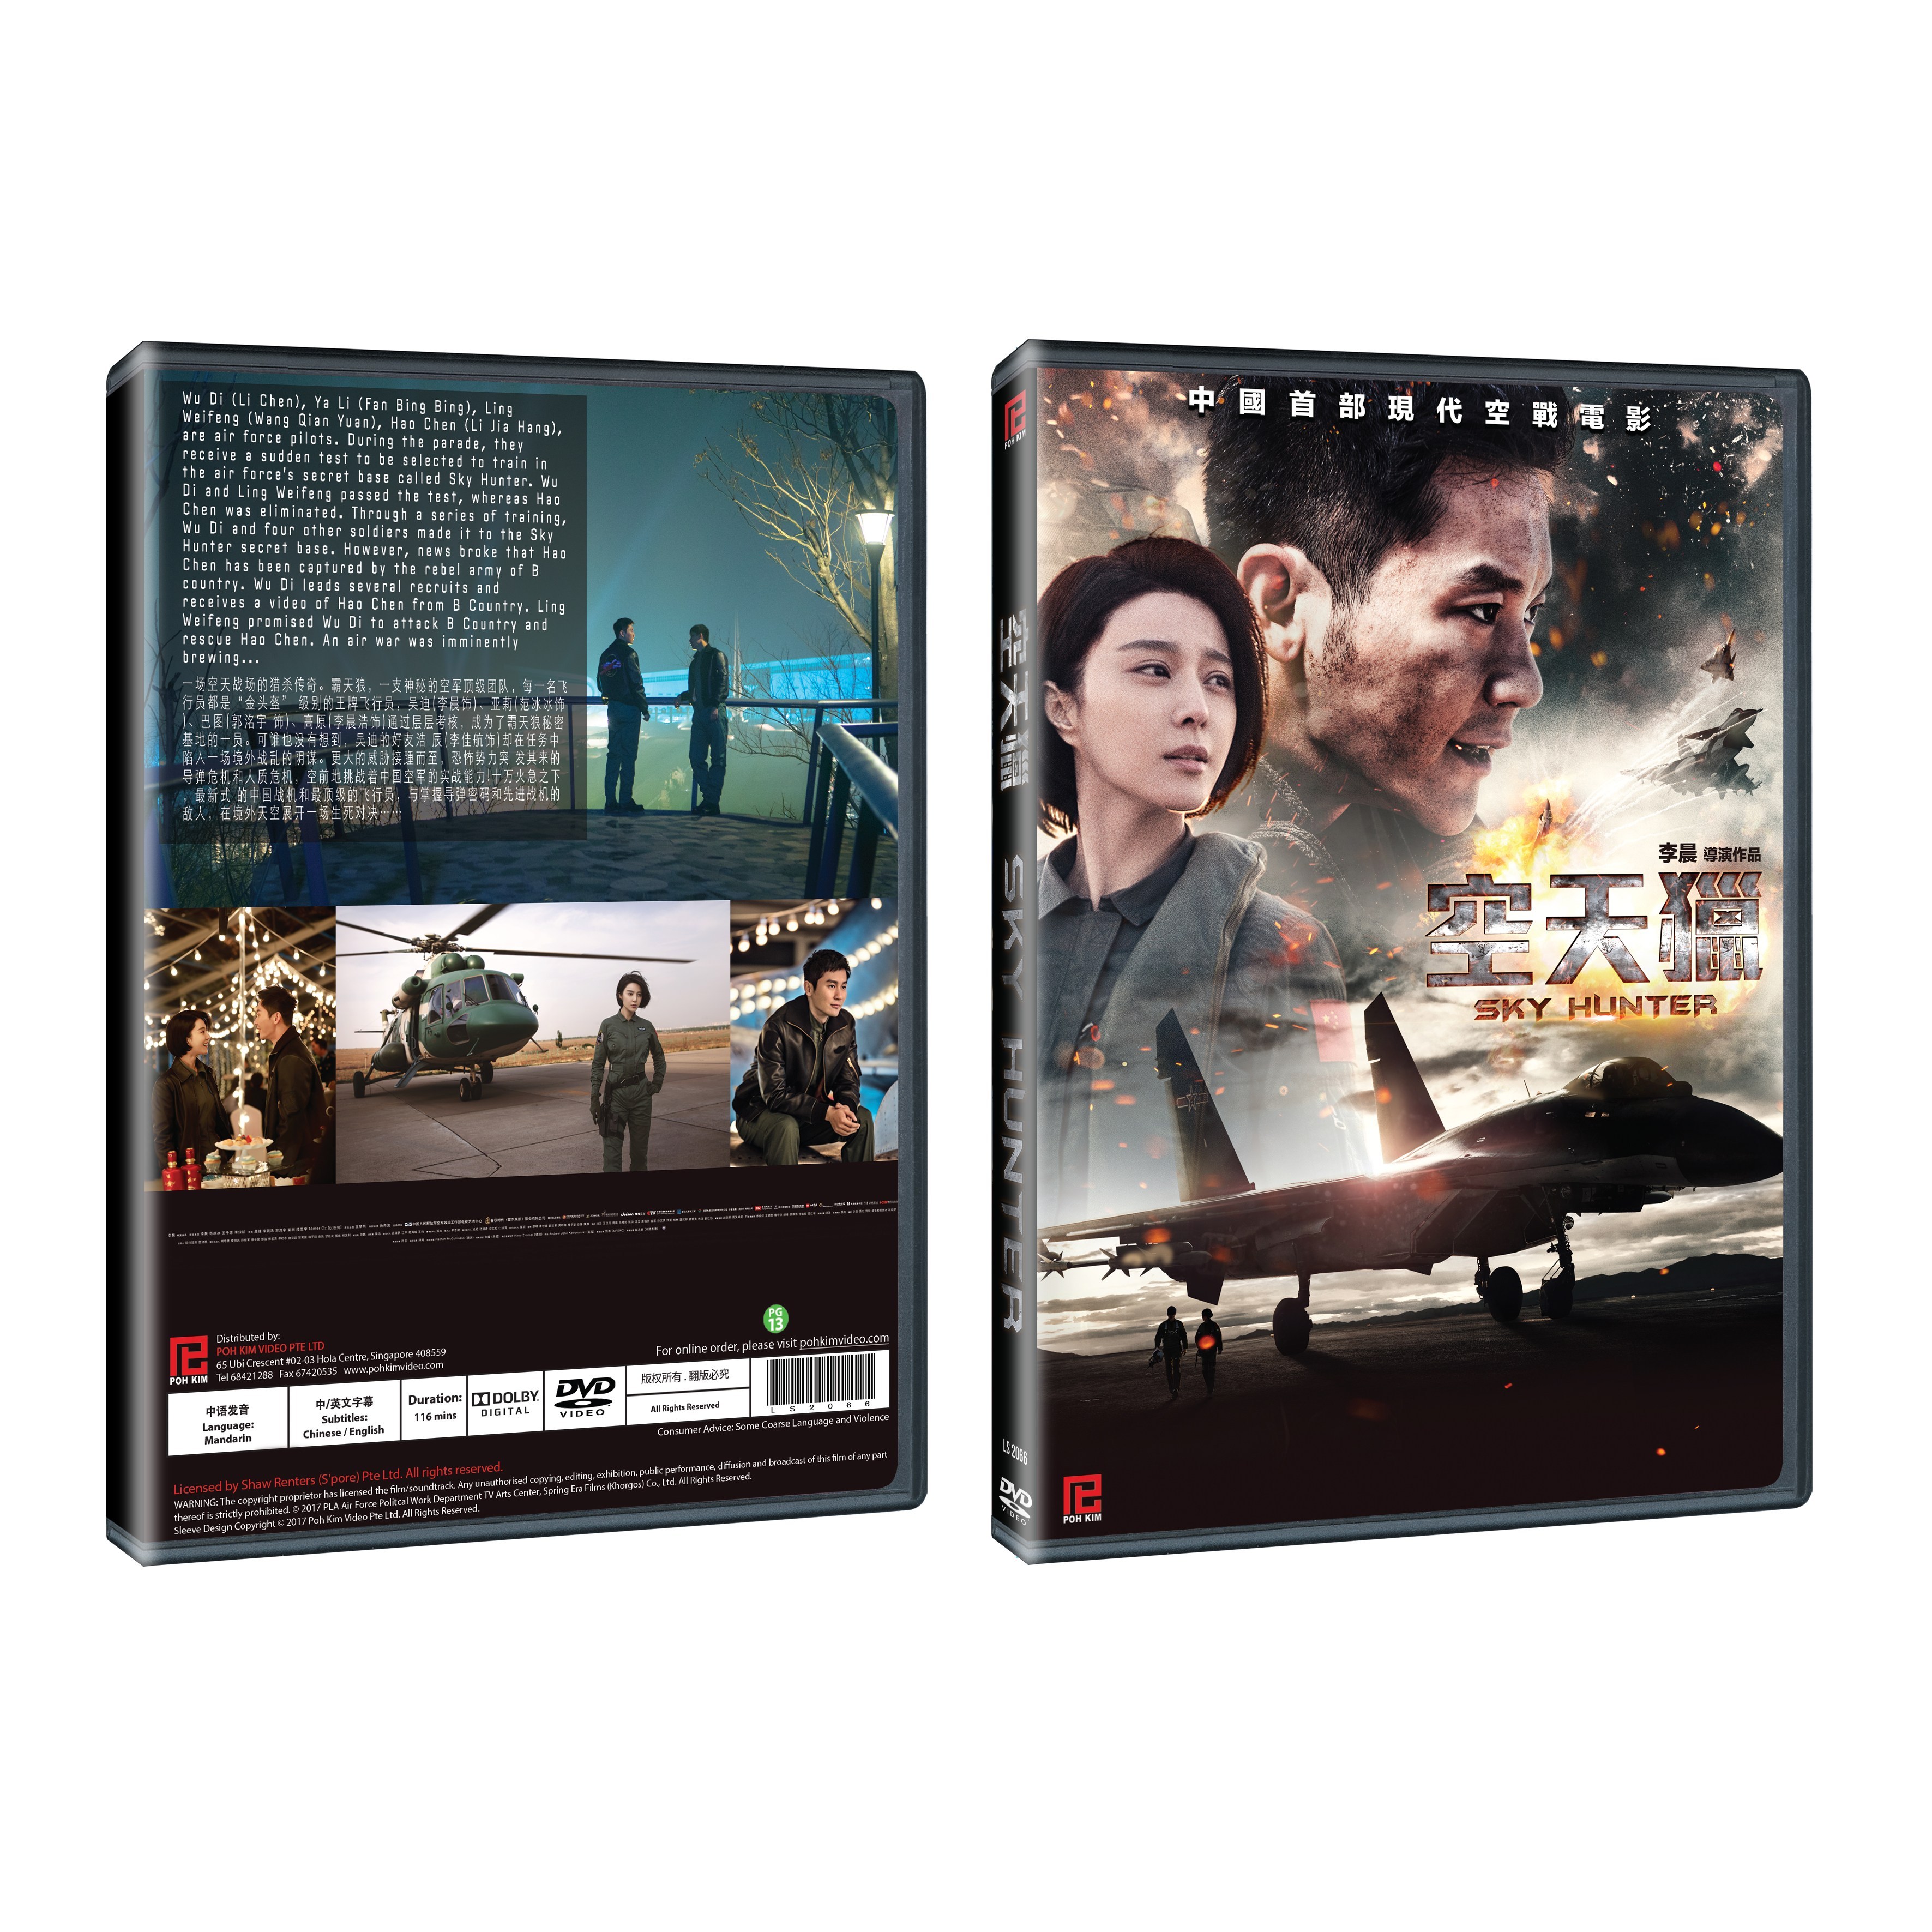 Wu Di (Li Chen), Ya Li (Fan Bing Bing), Ling
Weifeng (Wang Qian Yuan), Hao Chen (Li Jia Hang),
are air force pilots. During the parade, they
receive a sudden test to be selected to train in
the air force's secret base called Sky Hunter. Wu
Di and Ling Weifeng passed the test, whereas Hao
Chen was eliminated. Through a series of training,
Wu Di and four other soldiers made it to the Sky
Hunter secret base. However, news broke that Hao
Chen has been captured by the rebel army of B
country. Wu Di leads several recruits and
receives a video of Hao Chen from B Country. Ling
Weifeng promised Wu Di to attack B Country and
rescue Hao Chen. An air war was imminently
brewing...
一场空天战场的猎杀传奇。霸天狼，一支神秘的空军顶级团队，每一名飞
行员都是“金头盔” 级别的王牌飞行员，吴迪(李晨饰)、亚莉(范冰冰饰
)、巴图(郭洺宇 饰)、高原(李晨浩饰)通过层层考核，成为了霸天狼秘密
基地的一员。可谁也没有想到，吴迪的好友浩 辰(李佳航饰)却在任务中
陷入一场境外战乱的阴谋。更大的威胁接踵而至，恐怖势力突 发其来的
导弹危机和人质危机，空前地挑战着中国空军的实战能力!十万火急之下
，最新式 的中国战机和最顶级的飞行员，与掌握导弹密码和先进战机的
敌人，在境外天空展开一场生死对决……
PG
13
Distributed by:
POH KIM VIDEO PTE LTD
65 Ubi Crescent #02-03 Hola Centre, Singapore 408559
Tel 68421288 Fax 67420535 www.pohkimvideo.com
POH KIM
For online order, please visit pohkimvideo.com
中语发音
Language:
Mandarin
中/英文字幕
Subtitles:
Chinese / English
Duration:
116 mins
DOLBY
DIGITAL
DVD
VIDEO
版权所有 . 翻版必究
All Rights Reserved
LS2066
Consumer Advice: Some Coarse Language and Violence
Licensed by Shaw Renters (S'pore) Pte Ltd. All rights reserved.
WARNING: The copyright proprietor has licensed the film/soundtrack. Any unauthorised copying, editing, exhibition, public performance, diffusion and broadcast of this film of any part
thereof is strictly prohibited. © 2017 PLA Air Force Politcal Work Department TV Arts Center, Spring Era Films (Khorgos) Co., Ltd. All Rights Reserved.
Sleeve Design Copyright © 2017 Poh Kim Video Pte Ltd. All Rights Reserved.
POH KIM
空天獵
SKY HUNTER
LS 2066
DVD
VIDEO
中國首部現代空戰電影
李晨 導演作品
空天獵
SKY HUNTER
POH KIM